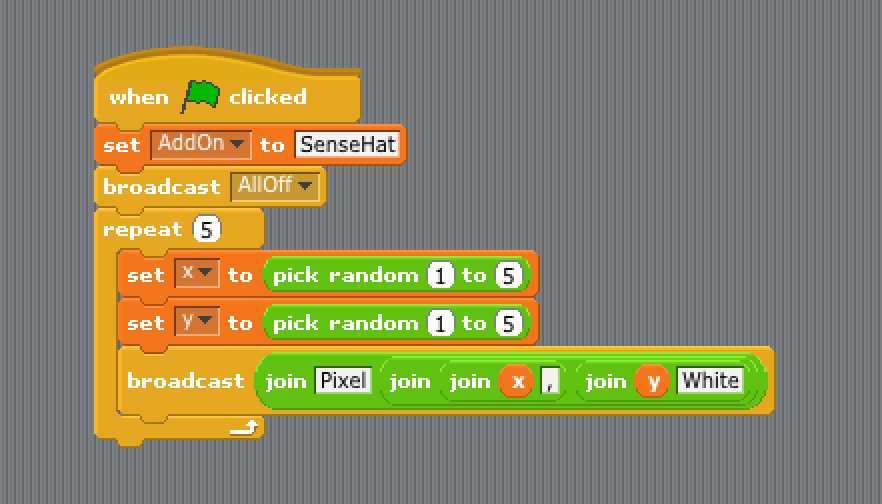 when clicked
set AddOn to SenseHat
broadcast AllOff
repeat 5
set x to pick random 1 to 5
set y to pick random 1 to 5
broadcast join Pixel join join x , join y White